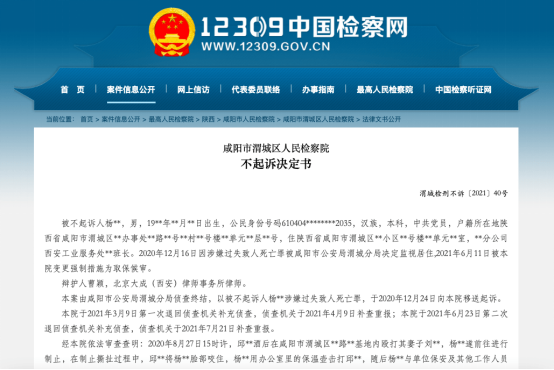 12309中国检察网
WWW.12309.GOV.CN
首 页 案件信息公开 网上信访 代表委员联络 办事指南 最高人民检察院 中国检察听证网
当前位置: 首页 > 案件信息公开 > 最高人民检察院 > 陕西 > 咸阳市人民检察院 > 咸阳市渭城区人民检察院 > 法律文书公开
咸阳市渭城区人民检察院
不起诉决定书
渭城检刑不诉〔2021〕40号
被不起诉人杨**，男，19**年**月**日出生，公民身份号码610404********2035，汉族，本科，中共党员，户籍所在地陕
西省咸阳市渭城区**办事处**路**号**村**号楼**单元**层**号，住陕西省咸阳市渭城区**小区**号楼**单元**室，**分公司
西安工业服务处**班长。2020年12月16日因涉嫌过失致人死亡罪被咸阳市公安局渭城分局决定监视居住，2021年6月11日被本
院变更强制措施为取保候审。
辩护人曹颖，北京大成（西安）律师事务所律师。
本案由咸阳市公安局渭城分局侦查终结，以被不起诉人杨**涉嫌过失致人死亡罪，于2020年12月24日向本院移送起诉。
本院于2021年3月9日第一次退回侦查机关补充侦查，侦查机关于2021年4月9日补查重报；本院于2021年6月23日第二次
退回侦查机关补充侦查，侦查机关于2021年7月21日补查重报。
经本院依法审查查明：2020年8月27日15时许，邱**酒后在咸阳市渭城区**路**基地内殴打其妻子刘**，杨**遂前往进行
制止，在制止撕扯过程中，邱**将杨**脸部咬住，杨**用办公室里的保温壶击打邱**，随后杨**与单位保安及其他工作人员